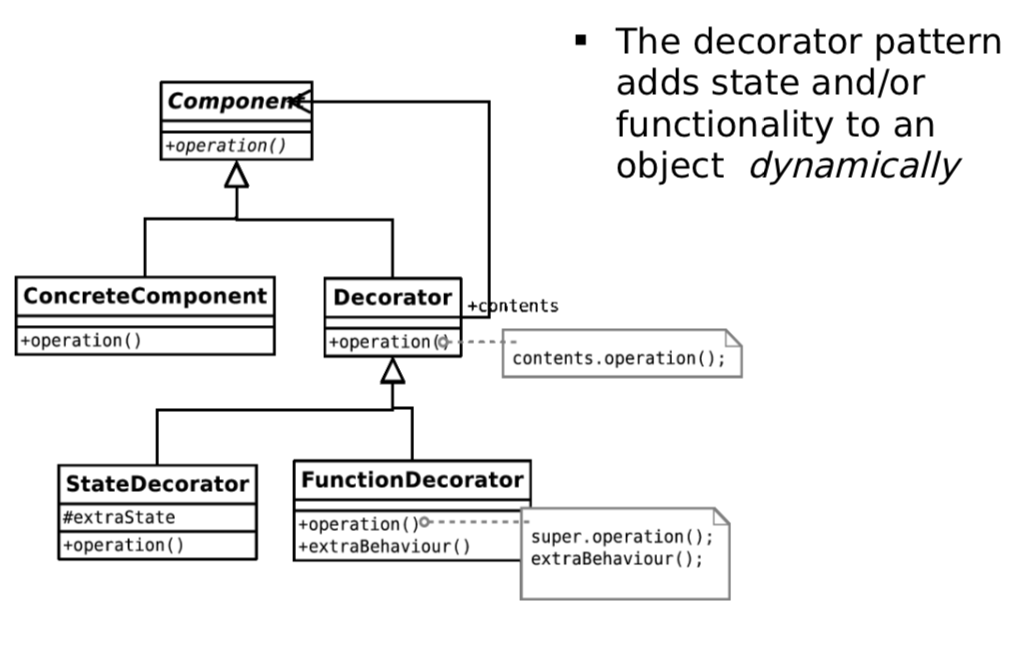 ▪ The decorator pattern
adds state and/or
functionality to an
object dynamically
Component
+operation()
ConcreteComponent
+operation()
Decorator
+operation()
+contents
contents.operation();
StateDecorator
#extraState
+operation()
FunctionDecorator
+operation()
+extraBehaviour()
super.operation();
extraBehaviour();